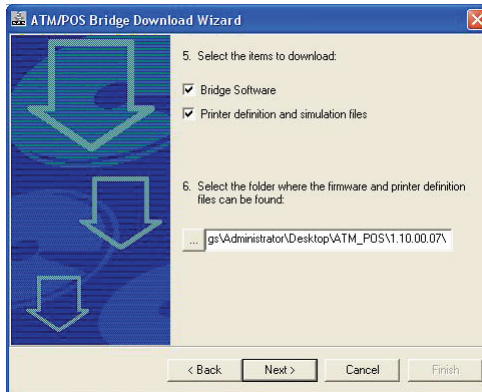 ATM/POS Bridge Download Wizard
5. Select the items to download:
Bridge Software
Printer definition and simulation files
6. Select the folder where the firmware and printer definition
files can be found:
... gs\Administrator\Desktop\ATM_POS\1.10.00.07\
< Back Next > Cancel Finish